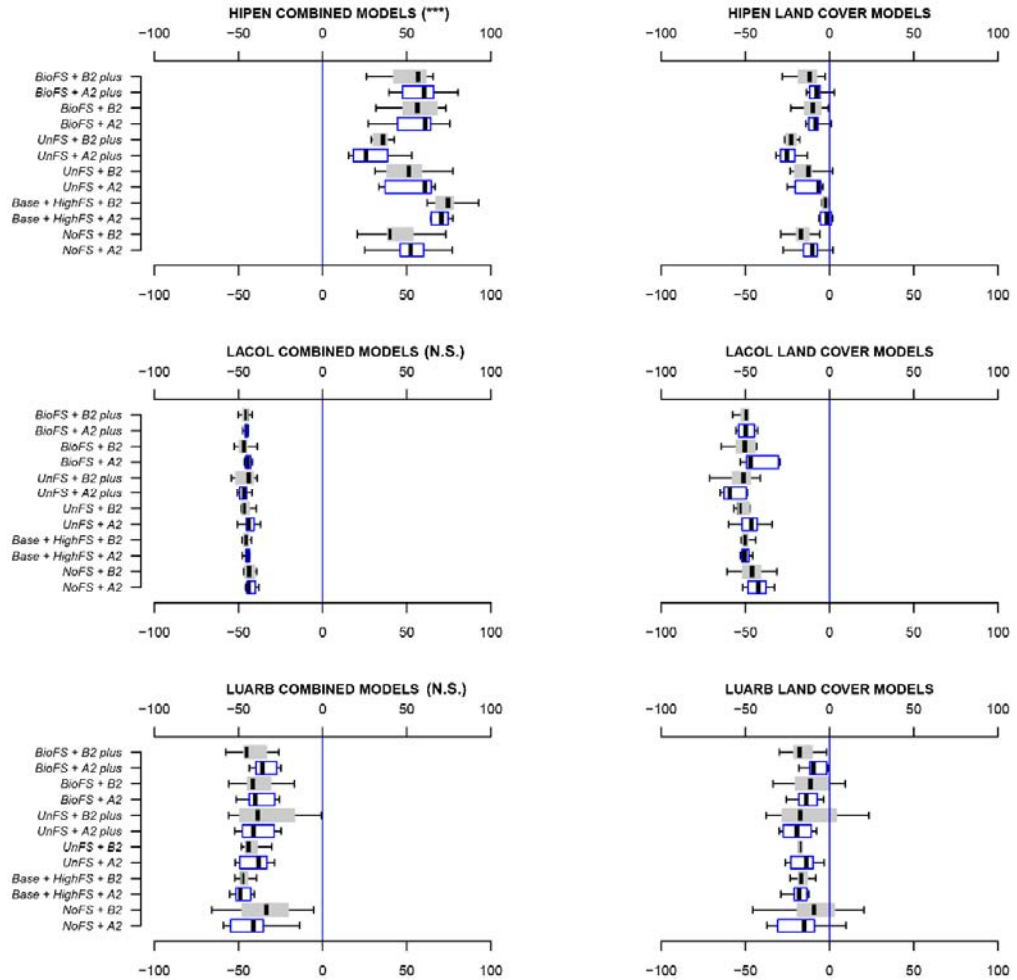 HIPEN COMBINED MODELS (***)
−100 −50 0 50 100
BioFS + B2 plus
BioFS + A2 plus
BioFS + B2
BioFS + A2
UnFS + B2 plus
UnFS + A2 plus
UnFS + B2
UnFS + A2
Base + HighFS + B2
Base + HighFS + A2
NoFS + B2
NoFS + A2
−100 −50 0 50 100
HIPEN LAND COVER MODELS
−100 −50 0 50 100
−100 −50 0 50 100
LACOL COMBINED MODELS (N.S.)
−100 −50 0 50 100
BioFS + B2 plus
BioFS + A2 plus
BioFS + B2
BioFS + A2
UnFS + B2 plus
UnFS + A2 plus
UnFS + B2
UnFS + A2
Base + HighFS + B2
Base + HighFS + A2
NoFS + B2
NoFS + A2
−100 −50 0 50 100
LACOL LAND COVER MODELS
−100 −50 0 50 100
−100 −50 0 50 100
LUARB COMBINED MODELS (N.S.)
−100 −50 0 50 100
BioFS + B2 plus
BioFS + A2 plus
BioFS + B2
BioFS + A2
UnFS + B2 plus
UnFS + A2 plus
UnFS + B2
UnFS + A2
Base + HighFS + B2
Base + HighFS + A2
NoFS + B2
NoFS + A2
−100 −50 0 50 100
LUARB LAND COVER MODELS
−100 −50 0 50 100
−100 −50 0 50 100